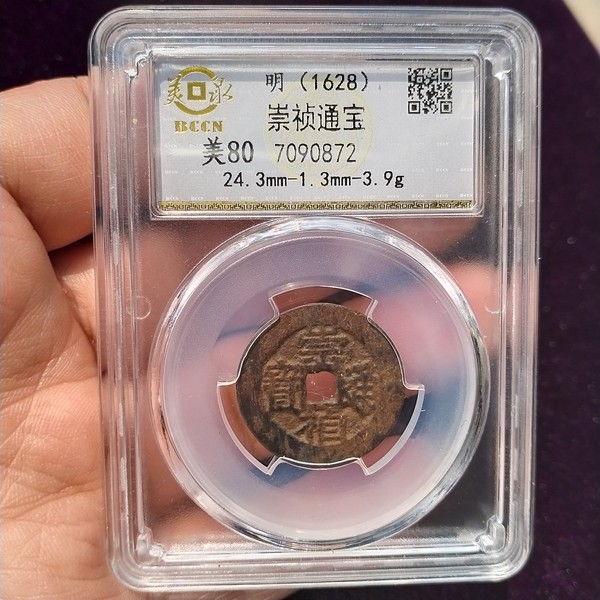 美泉
BCCN
明（1628）
崇祯通宝
美80 7090872
24.3mm-1.3mm-3.9g
崇
寶 通
禎